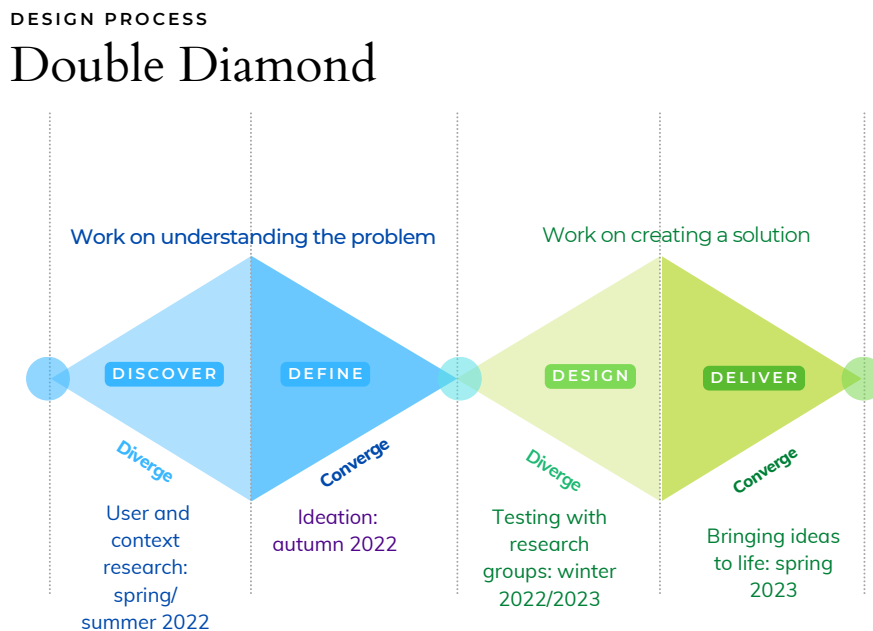 DESIGN PROCESS
Double Diamond
Work on understanding the problem
Work on creating a solution
DISCOVER
DEFINE
DESIGN
DELIVER
Diverge
Converge
Diverge
Converge
User and
context
research:
spring/
summer 2022
Ideation:
autumn 2022
Testing with
research
groups: winter
2022/2023
Bringing ideas
to life: spring
2023